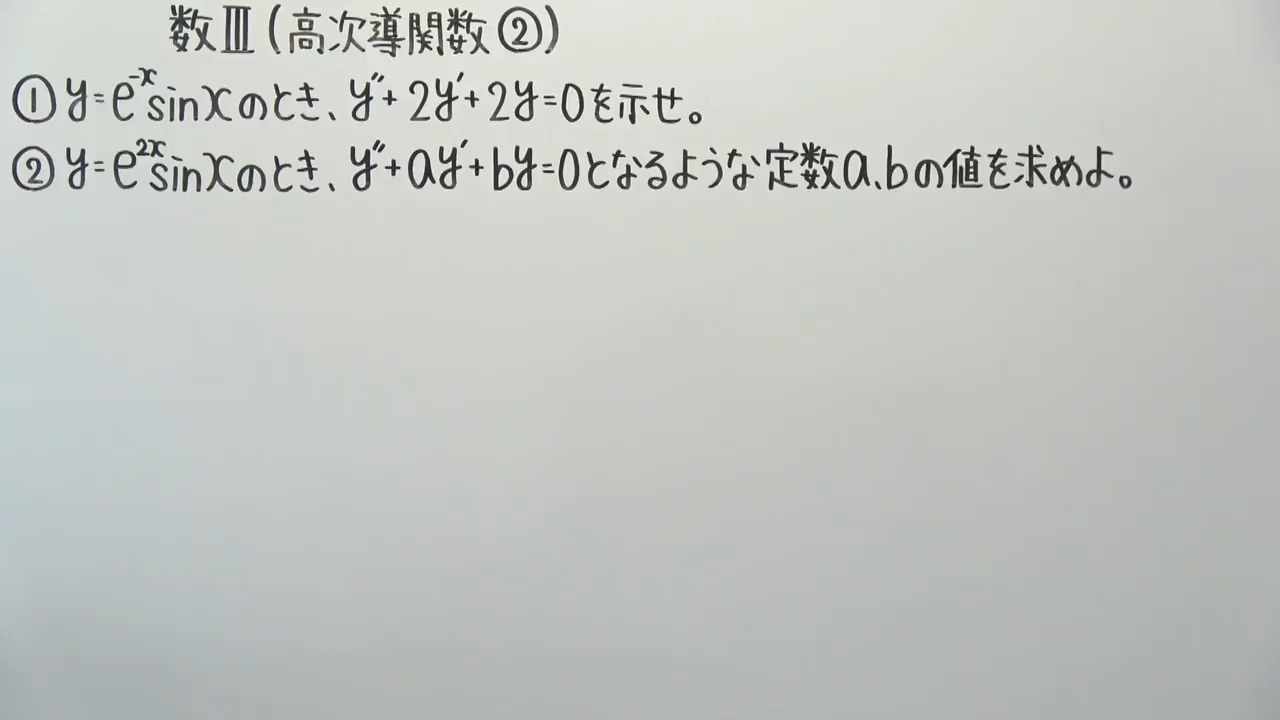 数Ⅲ(高次導関数②)
①y=e^{-x}sinxのとき、y''+2y'+2y=0を示せ。
②y=e^{2x}sinxのとき、y''+ay'+by=0となるような定数a、bの値を求めよ。